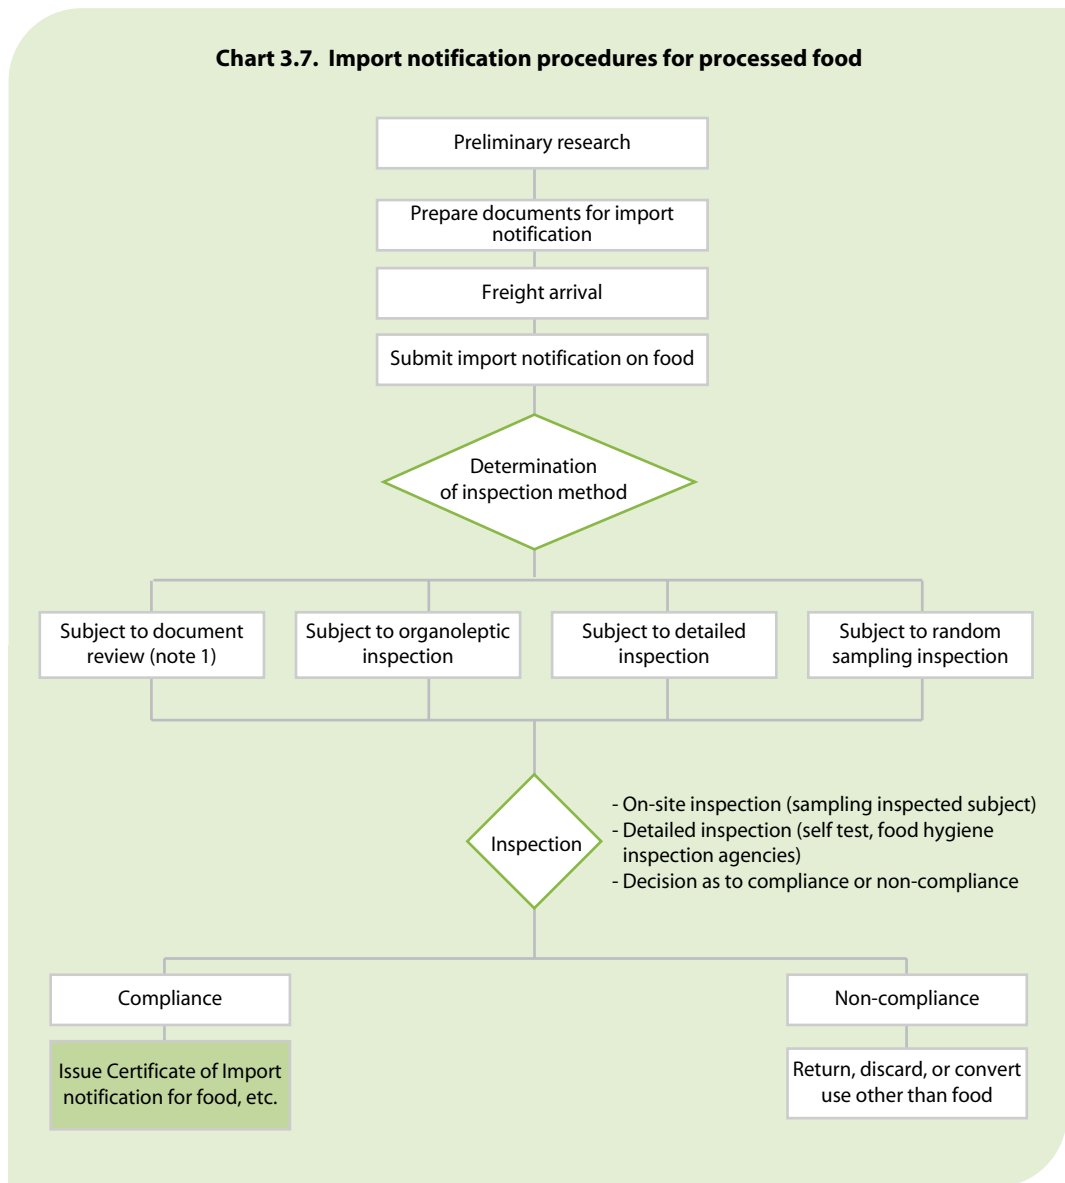 Chart 3.7.  Import notification procedures for processed food
Preliminary research
Prepare documents for import
notification
Freight arrival
Submit import notification on food
Determination
of inspection method
Subject to document
review (note 1)
Subject to organoleptic
inspection
Subject to detailed
inspection
Subject to random
sampling inspection
Inspection
- On-site inspection (sampling inspected subject)
- Detailed inspection (self test, food hygiene
inspection agencies)
- Decision as to compliance or non-compliance
Compliance
Non-compliance
Issue Certificate of Import
notification for food, etc.
Return, discard, or convert
use other than food